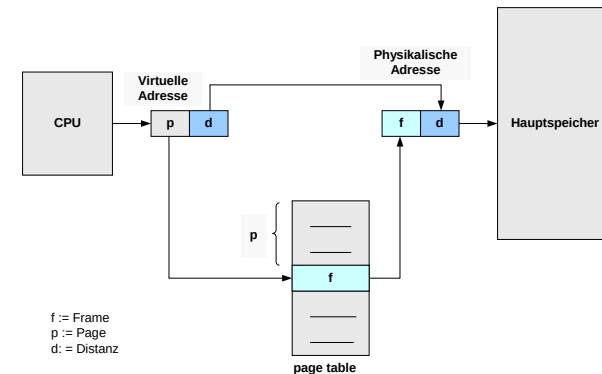 Virtuelle
Adresse
Physikalische
Adresse
CPU
p d
f d
Hauptspeicher
p
f
f := Frame
p := Page
d: = Distanz
page table